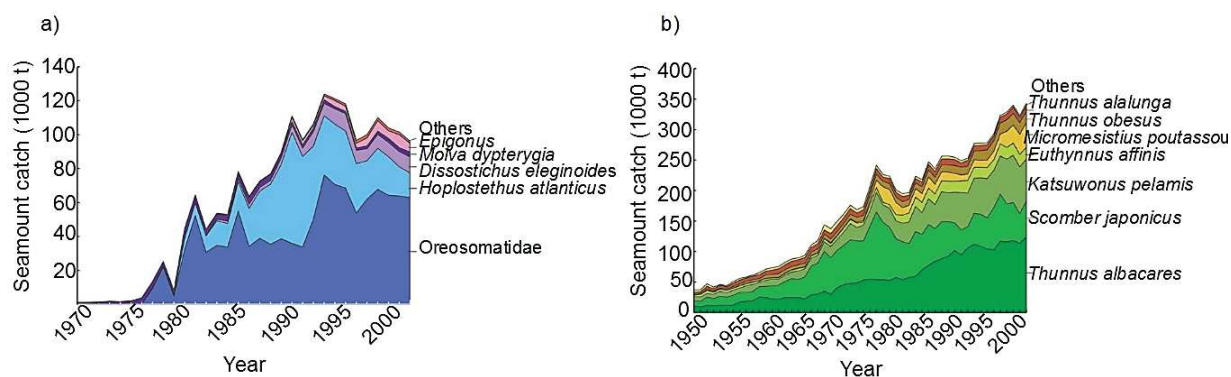 a)
Seamount catch (1000 t)
140
120
100
80
60
40
20
1970
1975
1980
1985
1990
1995
2000
Year
Others
Epigonus
Molva dypterygia
Dissostichus eleginoides
Hoplostethus atlanticus
Oreosomatidae
b)
Seamount catch (1000 t)
400
350
300
250
200
150
100
50
0
1950
1955
1960
1965
1970
1975
1980
1985
1990
1995
2000
Year
Others
Thunnus alalunga
Thunnus obesus
Micromesistius poutassou
Euthynnus affinis
Katsuwonus pelamis
Scomber japonicus
Thunnus albacares